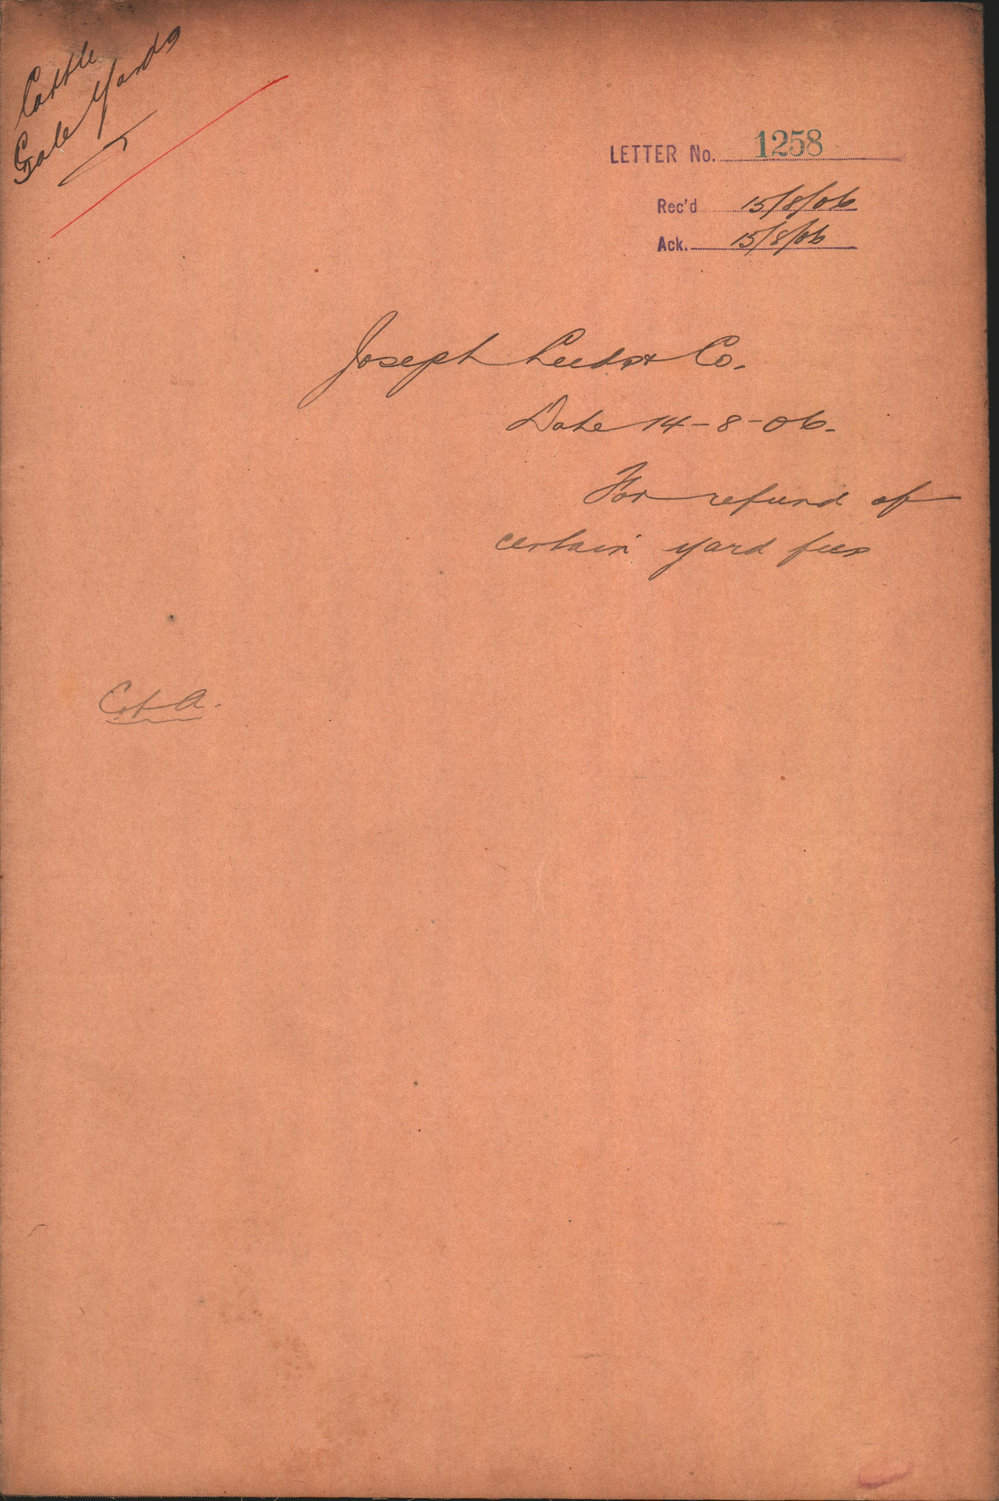 Cattle
Sale Yards
LETTER No. 1258
Rec'd 15/8/06
Ack. 15/8/06
Joseph & Co.
Date 14-8-06.
For refund of
certain yard fees